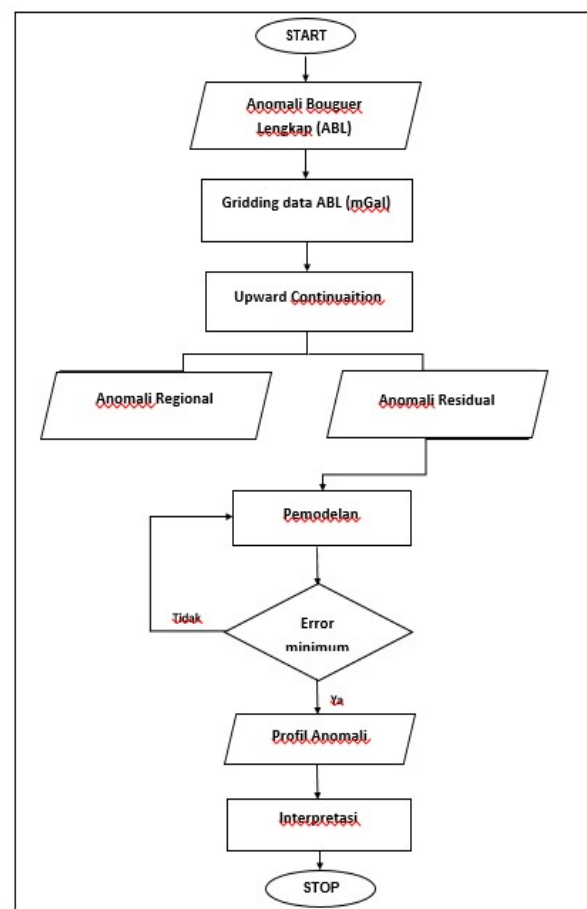 START
Anomali Bouguer
Lengkap (ABL)
Gridding data ABL (mGal)
Upward Continuaition
Anomali Regional
Anomali Residual
Pemodelan
Tidak
Error
minimum
Ya
Profil Anomali
Interpretasi
STOP